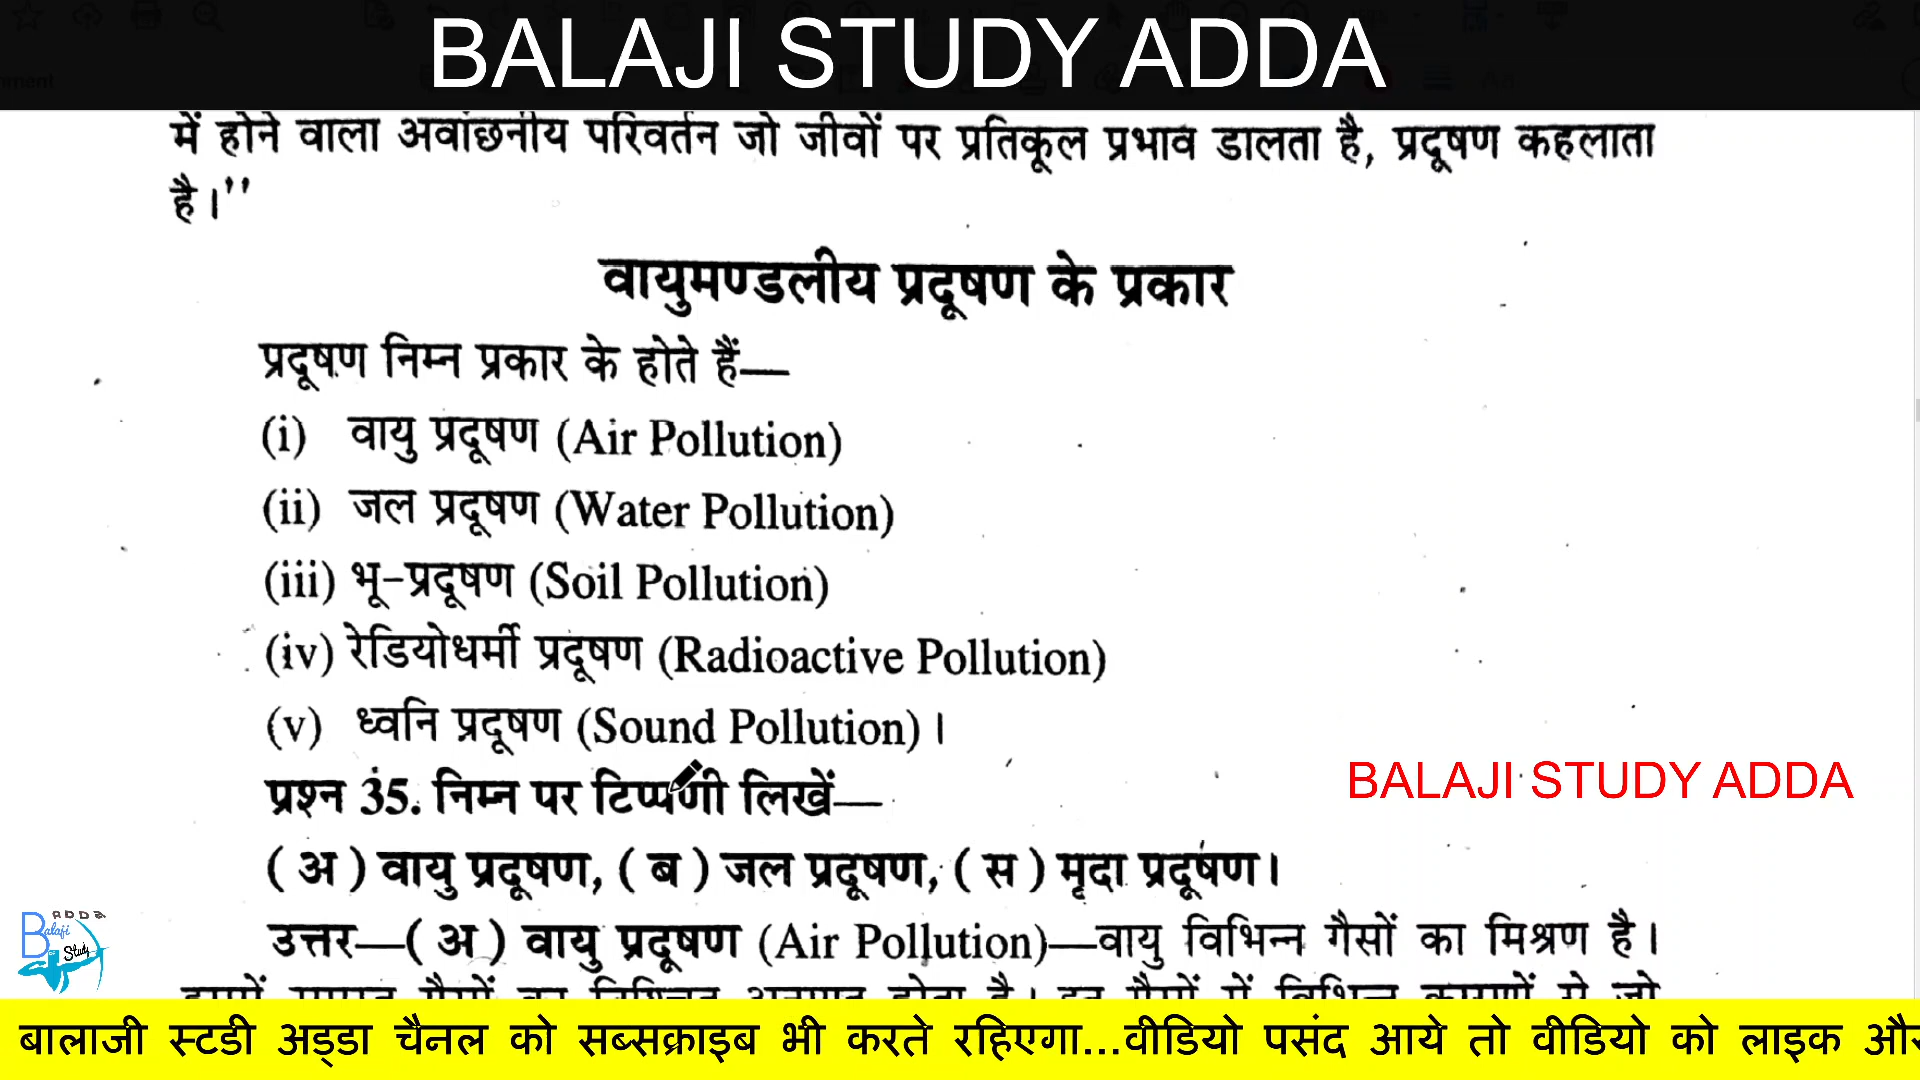 BALAJI STUDY ADDA
में होने वाला अवांछनीय परिवर्तन जो जीवों पर प्रतिकूल प्रभाव डालता है, प्रदूषण कहलाता
है।''
वायुमण्डलीय प्रदूषण के प्रकार
प्रदूषण निम्न प्रकार के होते हैं—
(i) वायु प्रदूषण (Air Pollution)
(ii) जल प्रदूषण (Water Pollution)
(iii) भू-प्रदूषण (Soil Pollution)
(iv) रेडियोधर्मी प्रदूषण (Radioactive Pollution)
(v) ध्वनि प्रदूषण (Sound Pollution)।
प्रश्न 35. निम्न पर टिप्पणी लिखें—
BALAJI STUDY ADDA
( अ ) वायु प्रदूषण, ( ब ) जल प्रदूषण, ( स ) मृदा प्रदूषण।
उत्तर—( अ ) वायु प्रदूषण (Air Pollution)—वायु विभिन्न गैसों का मिश्रण है।
ADDA
Balaji
Study
बालाजी स्टडी अड्डा चैनल को सब्सक्राइब भी करते रहिएगा...वीडियो पसंद आये तो वीडियो को लाइक और